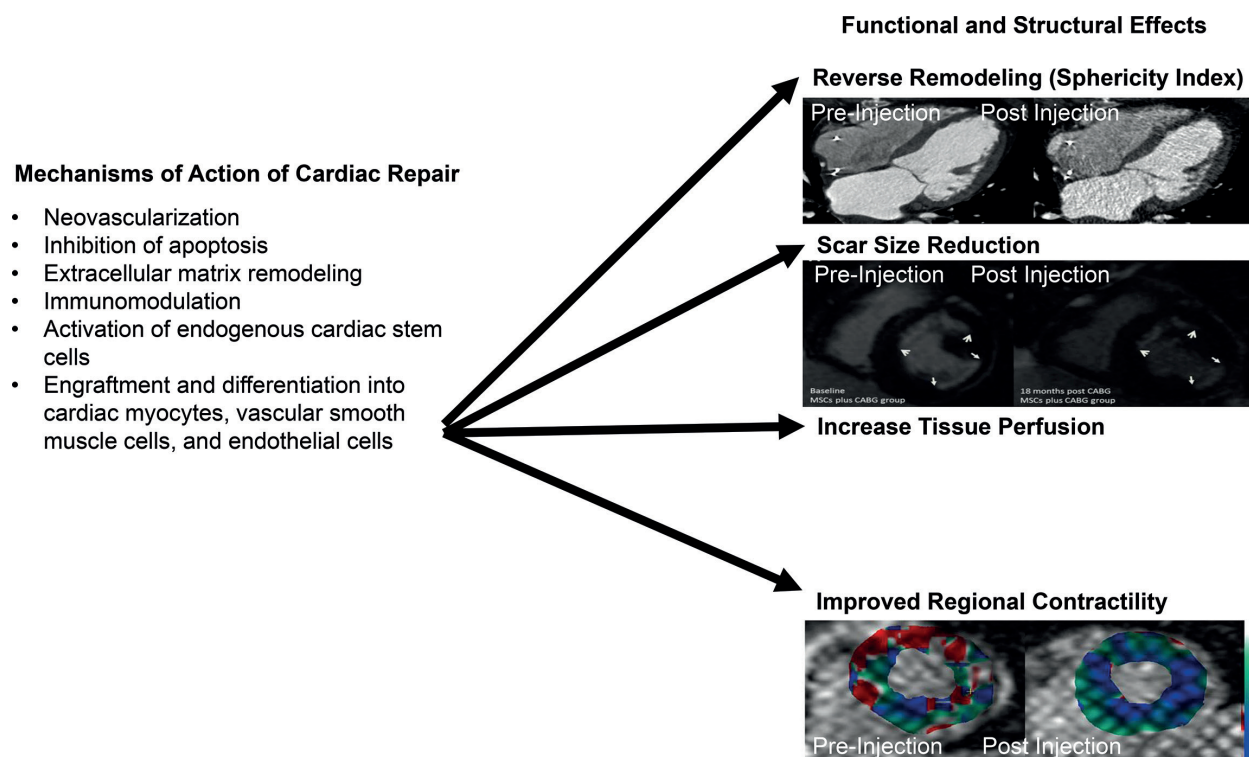 Functional and Structural Effects
Reverse Remodeling (Sphericity Index)
Pre-Injection
Post Injection
Mechanisms of Action of Cardiac Repair
• Neovascularization
• Inhibition of apoptosis
• Extracellular matrix remodeling
• Immunomodulation
• Activation of endogenous cardiac stem
cells
• Engraftment and differentiation into
cardiac myocytes, vascular smooth
muscle cells, and endothelial cells
Scar Size Reduction
Pre-Injection
Post Injection
Baseline
MSCs plus CABG group
18 months post CABG
MSCs plus CABG group
Increase Tissue Perfusion
Improved Regional Contractility
Pre-Injection
Post Injection